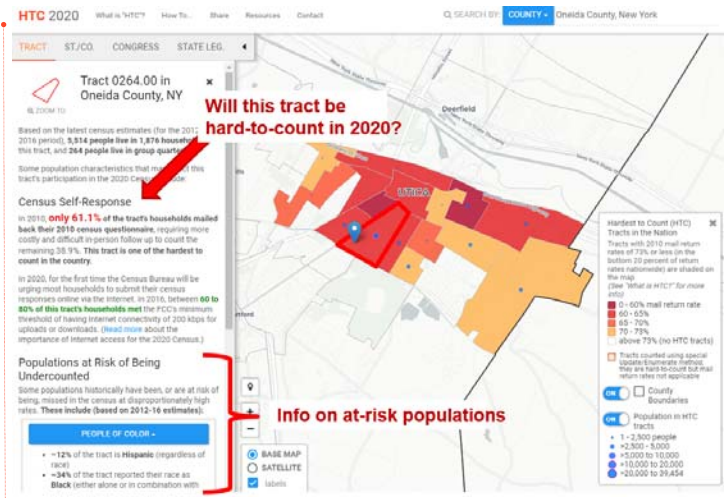 HTC 2020 What is "HTC"? How To... Share Resources Contact SEARCH BY: COUNTY Oneida County, New York
TRACT ST./CO. CONGRESS STATE LEG.
Tract 0264.00 in
Oneida County, NY
ZOOM TO
Will this tract be
hard-to-count in 2020?
Based on the latest census estimates (for the 2012-
2016 period), 5,514 people live in 1,876 households
this tract, and 264 people live in group quarters
Some population characteristics that may this
tract's participation in the 2020 Census
Census Self-Response
In 2010, only 61.1% of the tract's households mailed
back their 2010 census questionnaire, requiring more
costly and difficult in-person follow up to count the
remaining 38.9%. This tract is one of the hardest to
count in the country.
In 2020, for the first time the Census Bureau will be
urging most households to submit their census
responses online via the Internet. In 2016, between 60 to
80% of this tract's households met the FCC's minimum
threshold of having Internet connectivity of 200 kbps for
uploads or downloads. (Read more about the
importance of Internet access for the 2020 Census.)
Populations at Risk of Being
Undercounted
Some populations historically have been, or are at risk of
being, missed in the census at disproportionately high
rates. These include (based on 2012-16 estimates):
PEOPLE OF COLOR
• ~12% of the tract is Hispanic (regardless of
race)
• ~34% of the tract reported their race as
Black (either alone or in combination with
Info on at-risk populations
BASE MAP
SATELLITE
labels
New York State Thruway
Deerfield
UTICA
Hardest to Count (HTC)
Tracts in the Nation
Tracts with 2010 mail return
rates of 73% or less (in the
bottom 20 percent of return
rates nationwide) are shaded on
the map.
(See "What is HTC?" for more
info)
0 - 60% mail return rate
60 - 65%
65 - 70%
70 - 73%
above 73% (no HTC tracts)
Tracts counted using special
Update/Enumerate method;
they are hard-to-count but mail
return rates not applicable
ON County
Boundaries
ON Population in HTC
tracts
1 - 2,500 people
>2,500 - 5,000
>5,000 to 10,000
>10,000 to 20,000
>20,000 to 39,454